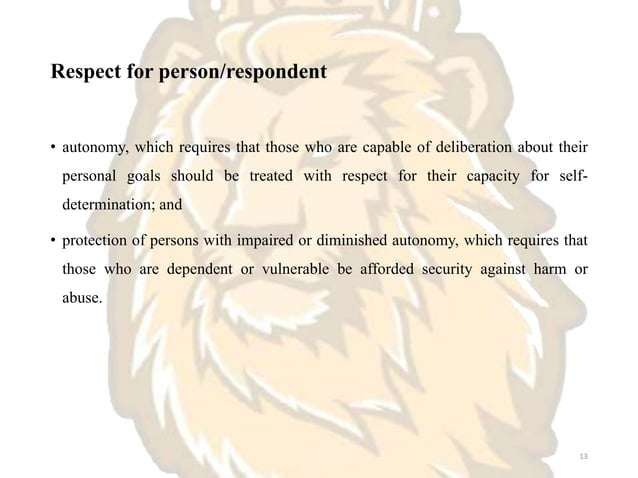 Respect for person/respondent
• autonomy, which requires that those who are capable of deliberation about their
personal goals should be treated with respect for their capacity for self-
determination; and
• protection of persons with impaired or diminished autonomy, which requires that
those who are dependent or vulnerable be afforded security against harm or
abuse.
13